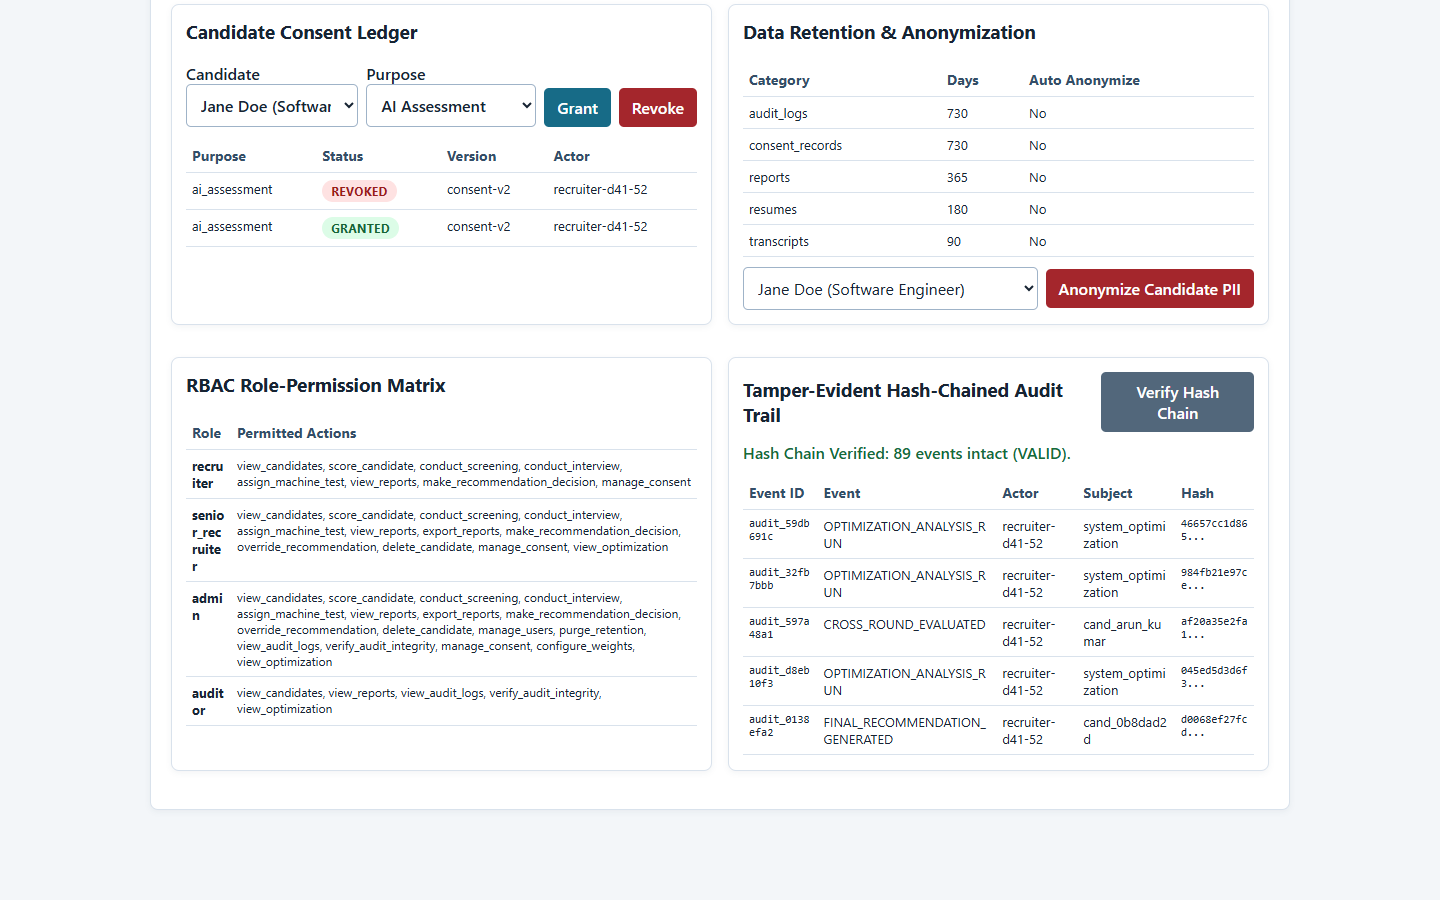 Candidate Consent Ledger
Candidate
Purpose
Jane Doe (Softwar
AI Assessment
Grant
Revoke
Purpose Status Version Actor
ai_assessment REVOKED consent-v2 recruiter-d41-52
ai_assessment GRANTED consent-v2 recruiter-d41-52
Data Retention & Anonymization
Category Days Auto Anonymize
audit_logs 730 No
consent_records 730 No
reports 365 No
resumes 180 No
transcripts 90 No
Jane Doe (Software Engineer)
Anonymize Candidate PII
RBAC Role-Permission Matrix
Role Permitted Actions
recru
iter
view_candidates, score_candidate, conduct_screening, conduct_interview,
assign_machine_test, view_reports, make_recommendation_decision, manage_consent
senio
r_rec
ruite
r
view_candidates, score_candidate, conduct_screening, conduct_interview,
assign_machine_test, view_reports, export_reports, make_recommendation_decision,
override_recommendation, delete_candidate, manage_consent, view_optimization
admi
n
view_candidates, score_candidate, conduct_screening, conduct_interview,
assign_machine_test, view_reports, export_reports, make_recommendation_decision,
override_recommendation, delete_candidate, manage_users, purge_retention,
view_audit_logs, verify_audit_integrity, manage_consent, configure_weights,
view_optimization
audit
or
view_candidates, view_reports, view_audit_logs, verify_audit_integrity,
view_optimization
Tamper-Evident Hash-Chained Audit
Trail
Verify Hash
Chain
Hash Chain Verified: 89 events intact (VALID).
Event ID Event Actor Subject Hash
audit_59db
691c
OPTIMIZATION_ANALYSIS_R
UN
recruiter-
d41-52
system_optimi
zation
46657cc1d86
5...
audit_32fb
7bbb
OPTIMIZATION_ANALYSIS_R
UN
recruiter-
d41-52
system_optimi
zation
984fb21e97c
e...
audit_597a
48a1
CROSS_ROUND_EVALUATED
recruiter-
d41-52
cand_arun_ku
mar
af20a35e2fa
1...
audit_d8eb
10f3
OPTIMIZATION_ANALYSIS_R
UN
recruiter-
d41-52
system_optimi
zation
045ed5d3d6f
3...
audit_0138
efa2
FINAL_RECOMMENDATION_
GENERATED
recruiter-
d41-52
cand_0b8dad2
d
d0068ef27fc
d...